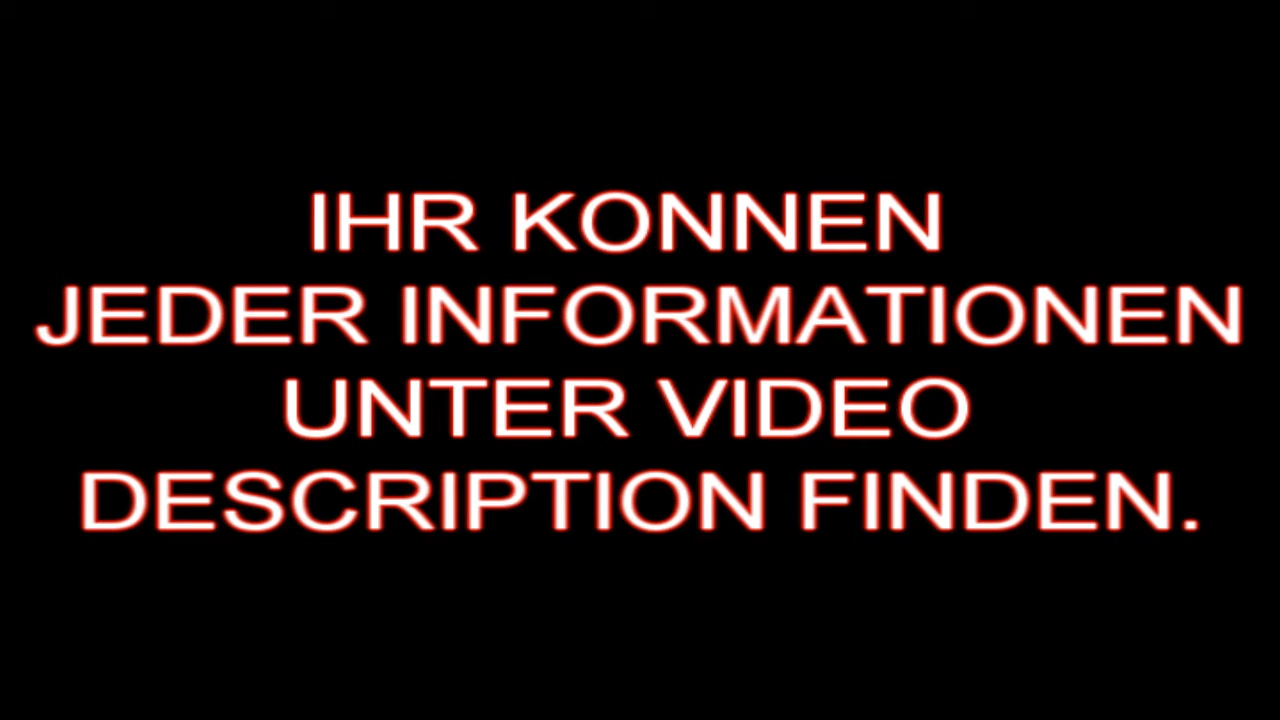 IHR KONNEN
JEDER INFORMATIONEN
UNTER VIDEO
DESCRIPTION FINDEN.